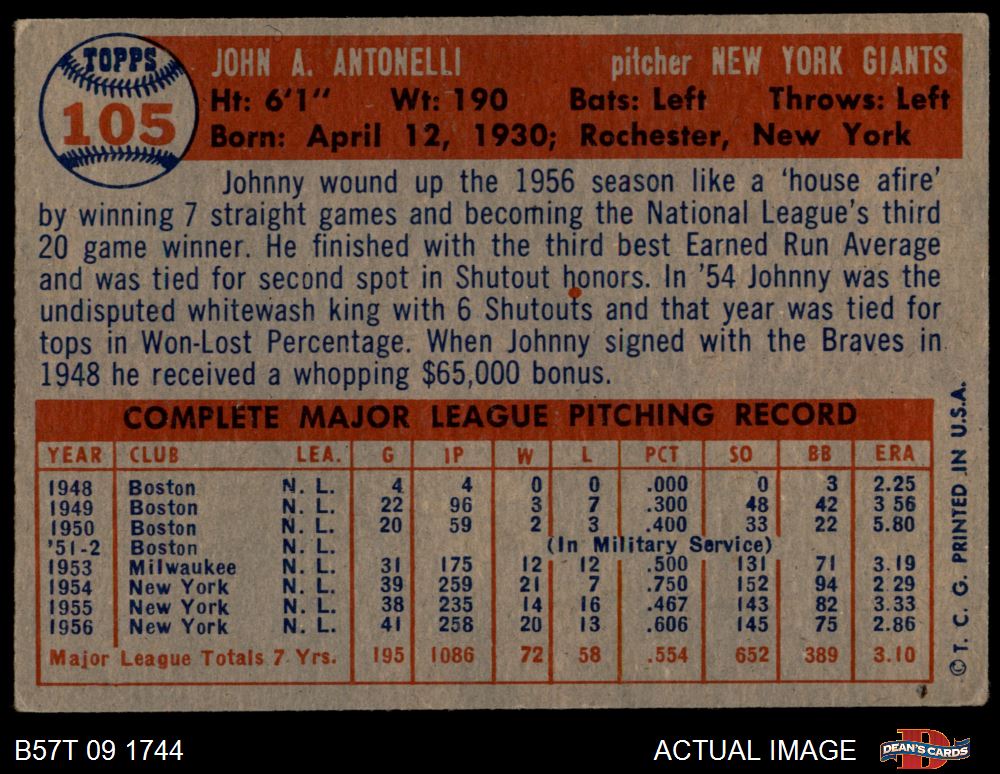 TOPPS
105
JOHN A. ANTONELLI pitcher NEW YORK GIANTS
Ht: 6'1" Wt: 190 Bats: Left Throws: Left
Born: April 12, 1930; Rochester, New York
Johnny wound up the 1956 season like a 'house afire'
by winning 7 straight games and becoming the National League's third
20 game winner. He finished with the third best Earned Run Average
and was tied for second spot in Shutout honors. In '54 Johnny was the
undisputed whitewash king with 6 Shutouts and that year was tied for
tops in Won-Lost Percentage. When Johnny signed with the Braves in
1948 he received a whopping $65,000 bonus.
COMPLETE MAJOR LEAGUE PITCHING RECORD
YEAR CLUB LEA. G IP W L PCT SO BB ERA
1948 Boston N. L. 4 4 0 0 .000 0 3 2.25
1949 Boston N. L. 22 96 3 7 .300 48 42 3 56
1950 Boston N. L. 20 59 2 3 .400 33 22 5.80
'51-2 Boston N. L. (In Military Service)
1953 Milwaukee N. L. 31 175 12 12 .500 131 71 3.19
1954 New York N. L. 39 259 21 7 .750 152 94 2.29
1955 New York N. L. 38 235 14 16 .467 143 82 3.33
1956 New York N. L. 41 258 20 13 .606 145 75 2.86
Major League Totals 7 Yrs. 195 1086 72 58 .554 652 389 3.10
© T. C. G. PRINTED IN U.S.A.
B57T 09 1744 ACTUAL IMAGE DEAN'S CARDS